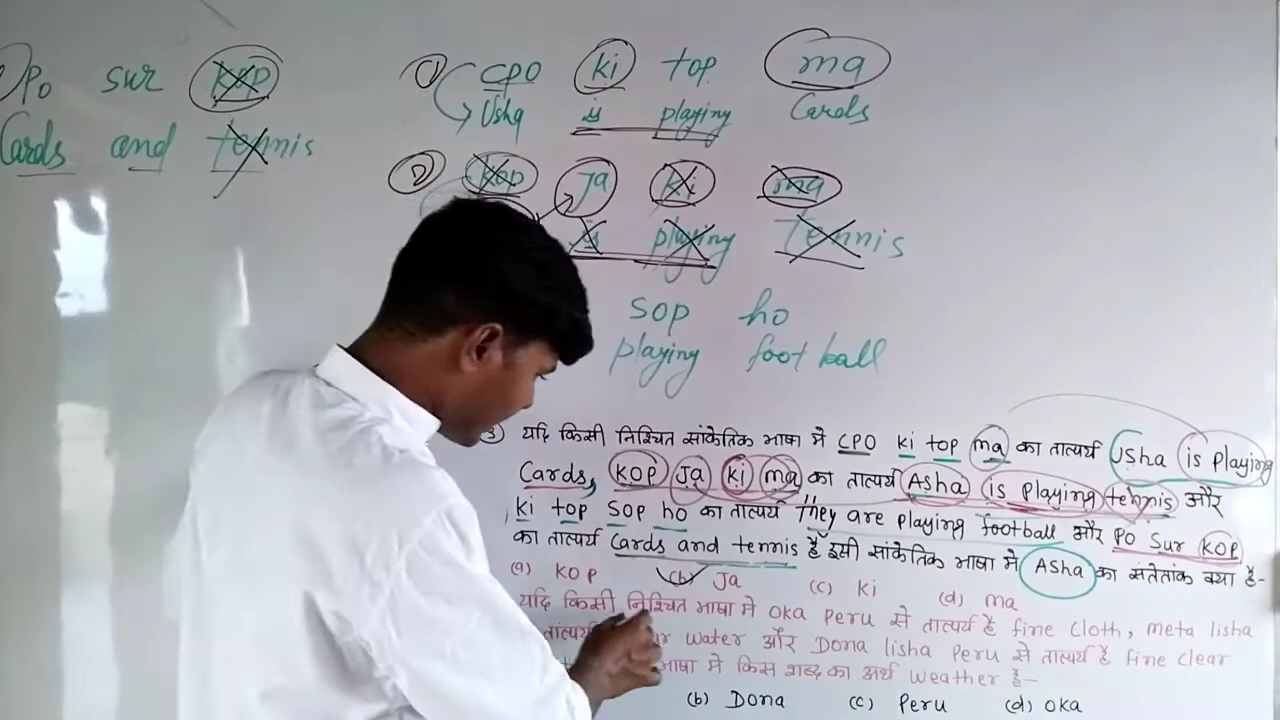 Po sur KOP
Cards and tennis
① CPO ki top ma
Usha is playing Cards
② KOP Ja ki ma
is playing Tennis
sop ho
playing foot ball
③ यदि किसी निश्चित सांकेतिक भाषा में CPO ki top ma का तात्पर्य Usha is Playing
Cards, KOP Ja ki ma का तात्पर्य Asha is playing tennis और
ki top sop ho का तात्पर्य They are playing football और Po Sur KOP
का तात्पर्य Cards and tennis है इसी सांकेतिक भाषा मे Asha का संतेतांक क्या है-
(a) KOP (b) Ja (c) Ki (d) ma
यदि किसी निश्चित भाषा मे oka Peru से तात्पर्य है fine cloth, meta lisha
water और Dona lisha Peru से तात्पर्य है fine clear
भाषा मे किस शब्द का अर्थ weather है-
(b) Dona (c) Peru (d) oka